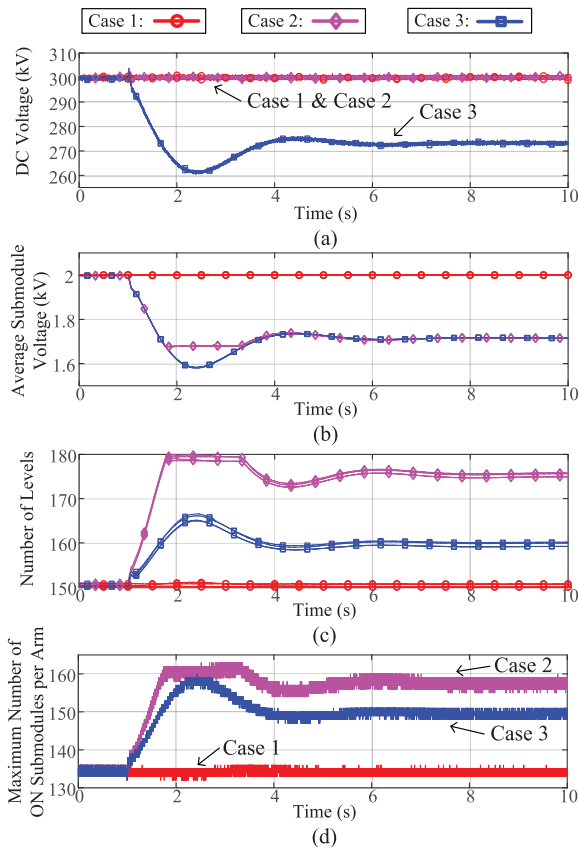 Case 1: Case 2: Case 3:
310
300
290
280
270
260
DC Voltage (kV)
Case 1 & Case 2
Case 3
0 2 4 6 8 10
Time (s)
(a)
2
1.8
1.6
Average Submodule
Voltage (kV)
0 2 4 6 8 10
Time (s)
(b)
180
170
160
150
Number of Levels
0 2 4 6 8 10
Time (s)
(c)
160
150
140
130
Maximum Number of
ON Submodules per Arm
Case 2
Case 1
Case 3
0 2 4 6 8 10
Time (s)
(d)